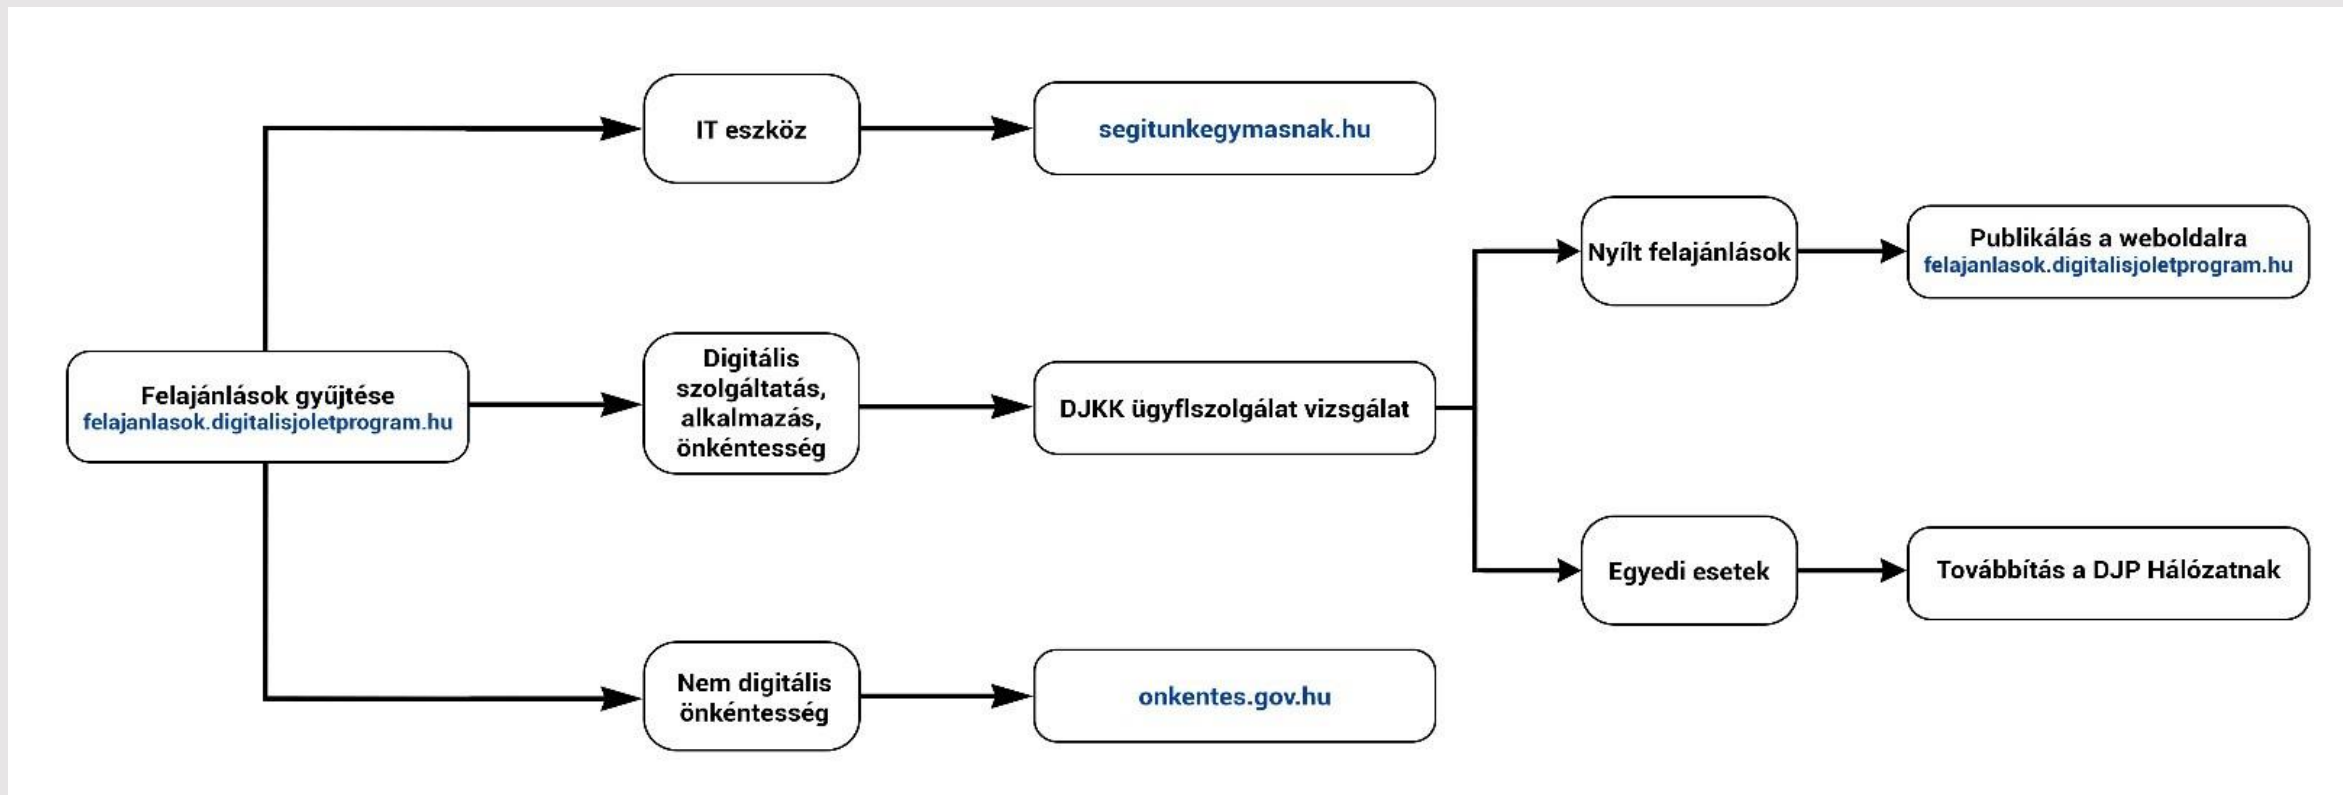 IT eszköz
segitunkegymasnak.hu
Nyílt felajánlások
Publikálás a weboldalra
felajanlasok.digitalisjoletprogram.hu
Felajánlások gyűjtése
felajanlasok.digitalisjoletprogram.hu
Digitális
szolgáltatás,
alkalmazás,
önkéntesség
DJKK ügyflszolgálat vizsgálat
Egyedi esetek
Továbbítás a DJP Hálózatnak
Nem digitális
önkéntesség
onkentes.gov.hu